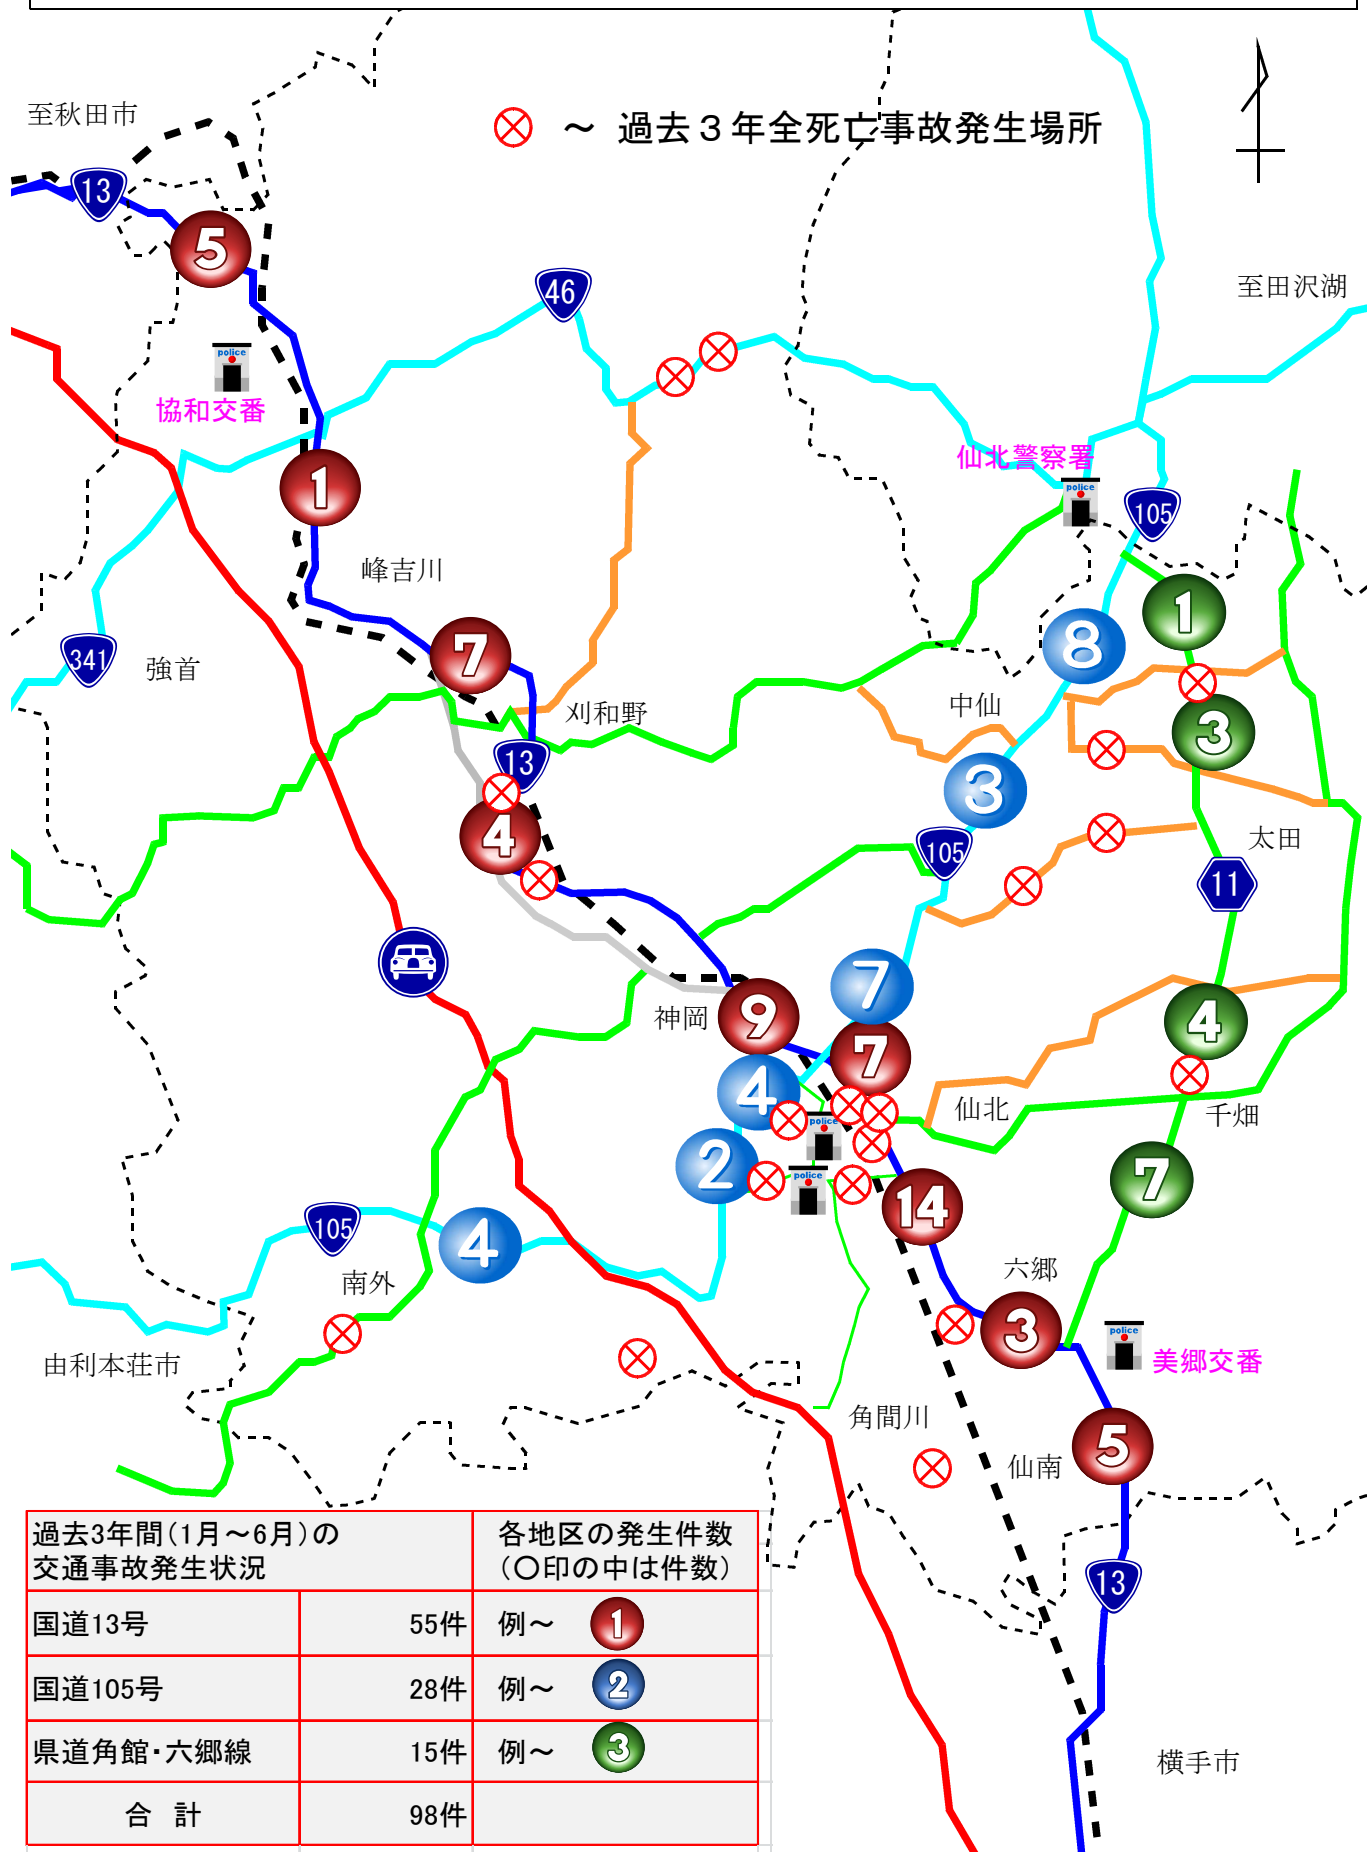 ～ 過去３年全死亡事故発生場所
至秋田市
13
5
至田沢湖
46
police
協和交番
仙北警察署
police
1
105
峰吉川
1
8
7
341
強首
中仙
刈和野
3
13
3
4
105
太田
11
7
神岡
9
4
7
4
仙北
千畑
police
2
police
7
14
105
4
南外
六郷
3
police
美郷交番
由利本荘市
角間川
5
仙南
13
横手市
過去3年間(1月～6月)の
交通事故発生状況
各地区の発生件数
(〇印の中は件数)
国道13号 55件 例～ 1
国道105号 28件 例～ 2
県道角館・六郷線 15件 例～ 3
合 計 98件